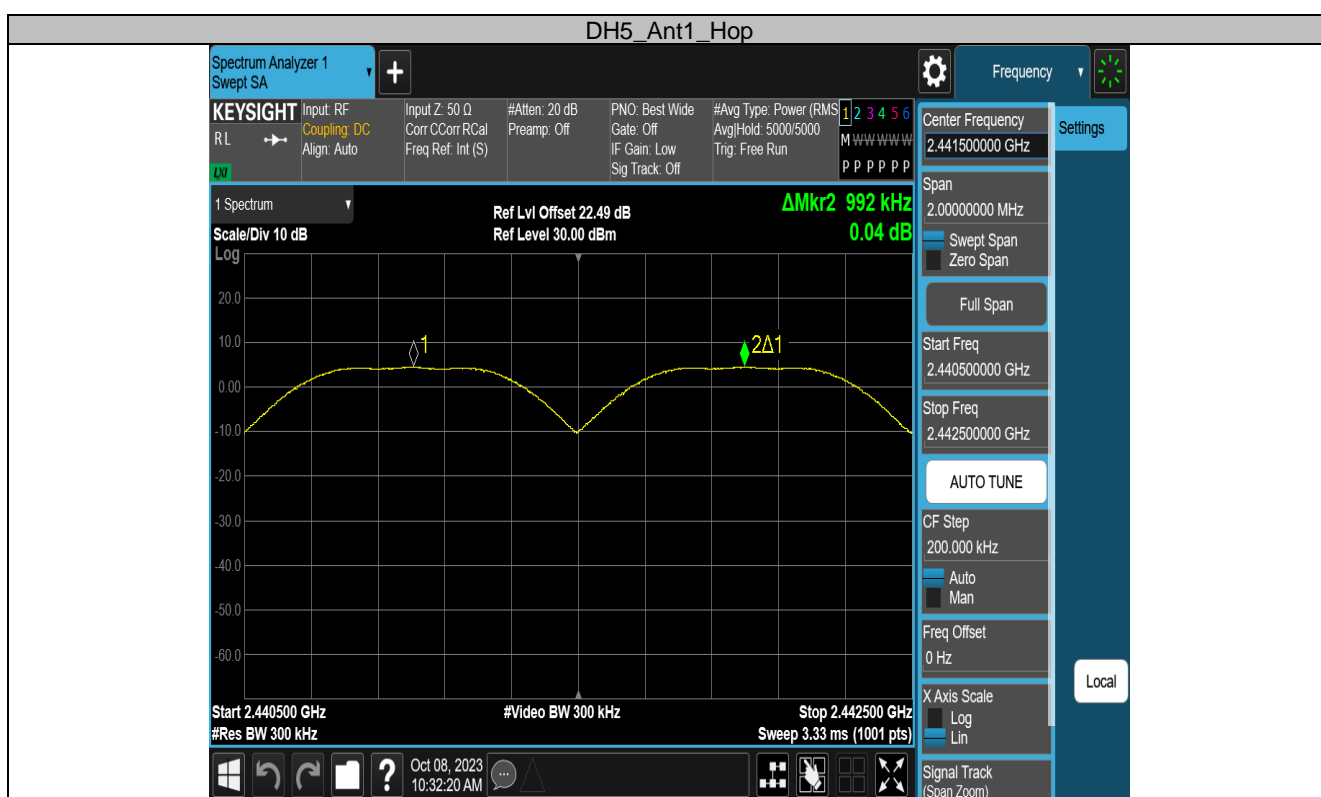 DH5_Ant1_Hop
Spectrum Analyzer 1
Swept SA
+
Frequency
KEYSIGHT
RL
LXI
Input: RF
Coupling: DC
Align: Auto
Input Z: 50 Ω
Corr CCorr RCal
Freq Ref: Int (S)
#Atten: 20 dB
Preamp: Off
PNO: Best Wide
Gate: Off
IF Gain: Low
Sig Track: Off
#Avg Type: Power (RMS
Avg|Hold: 5000/5000
Trig: Free Run
1 2 3 4 5 6
M W W W W W
P P P P P P
1 Spectrum
Scale/Div 10 dB
Ref Lvl Offset 22.49 dB
Ref Level 30.00 dBm
ΔMkr2 992 kHz
0.04 dB
Log
20.0
10.0
0.00
-10.0
-20.0
-30.0
-40.0
-50.0
-60.0
1
2Δ1
Start 2.440500 GHz
#Video BW 300 kHz
Stop 2.442500 GHz
#Res BW 300 kHz
Sweep 3.33 ms (1001 pts)
?
Oct 08, 2023
10:32:20 AM
Center Frequency
2.441500000 GHz
Settings
Span
2.00000000 MHz
Swept Span
Zero Span
Full Span
Start Freq
2.440500000 GHz
Stop Freq
2.442500000 GHz
AUTO TUNE
CF Step
200.000 kHz
Auto
Man
Freq Offset
0 Hz
X Axis Scale
Log
Lin
Local
Signal Track
(Span Zoom)